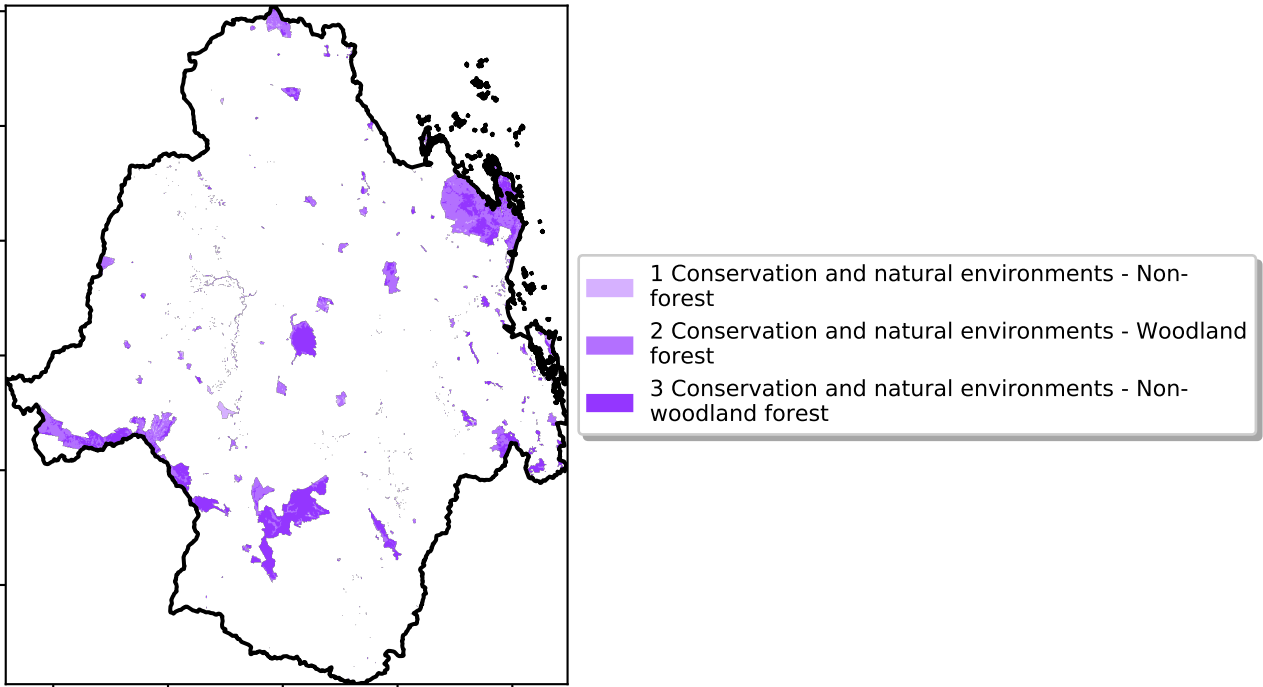 1 Conservation and natural environments - Non-
forest
2 Conservation and natural environments - Woodland
forest
3 Conservation and natural environments - Non-
woodland forest